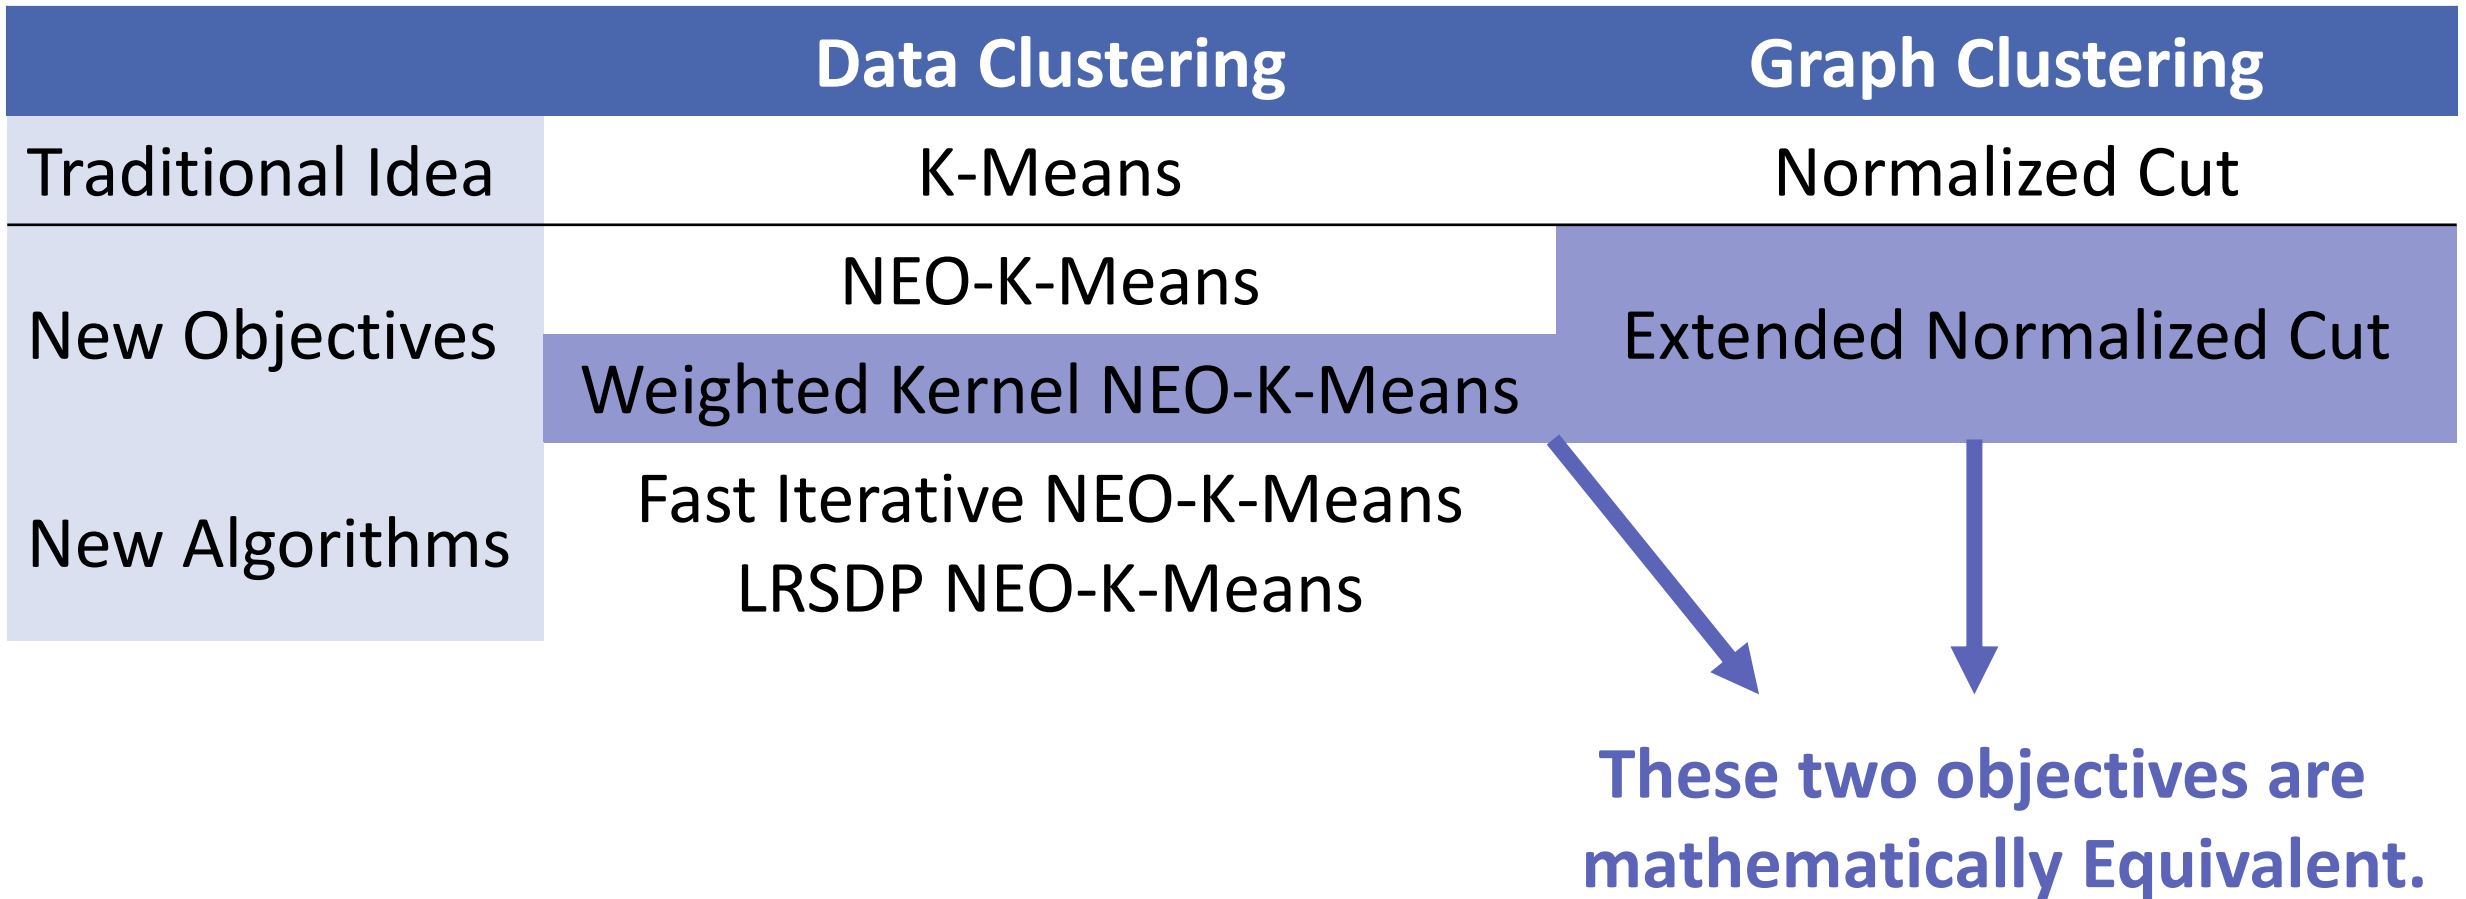 Data Clustering Graph Clustering
Traditional Idea K-Means Normalized Cut
NEO-K-Means
New Objectives Extended Normalized Cut
Weighted Kernel NEO-K-Means
Fast Iterative NEO-K-Means
New Algorithms
LRSDP NEO-K-Means
These two objectives are
mathematically Equivalent.